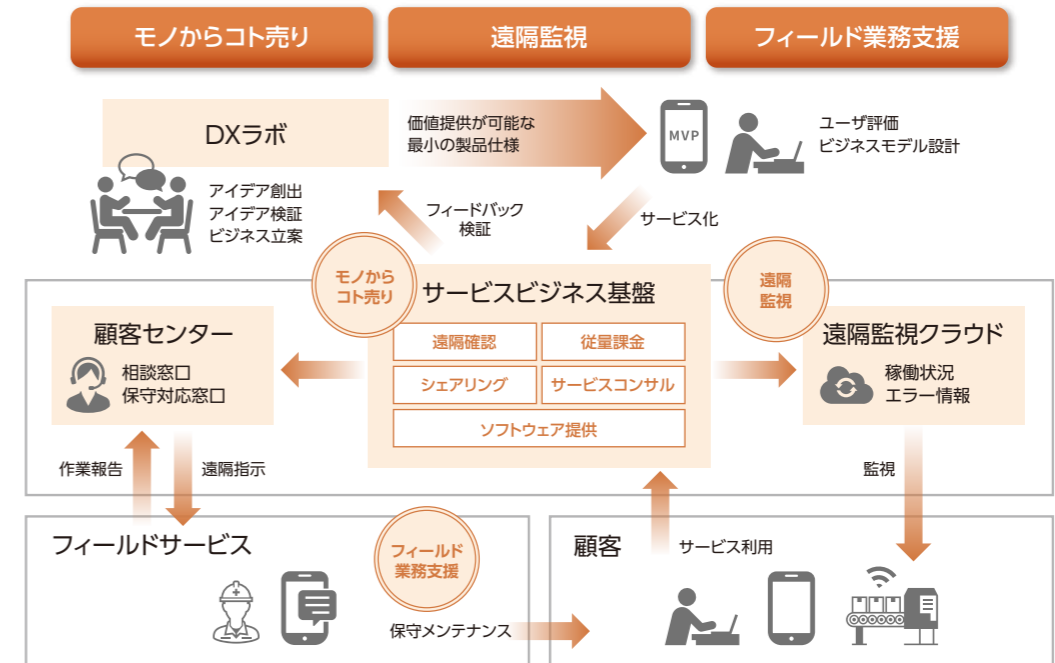 モノからコト売り
遠隔監視
フィールド業務支援
DXラボ
価値提供が可能な
最小の製品仕様
MVP
ユーザ評価
ビジネスモデル設計
アイデア創出
アイデア検証
ビジネス立案
フィードバック
検証
サービス化
モノから
コト売り
サービスビジネス基盤
遠隔
監視
遠隔確認
従量課金
シェアリング
サービスコンサル
ソフトウェア提供
顧客センター
相談窓口
保守対応窓口
遠隔監視クラウド
稼働状況
エラー情報
作業報告
遠隔指示
監視
フィールドサービス
フィールド
業務支援
保守メンテナンス
顧客
サービス利用